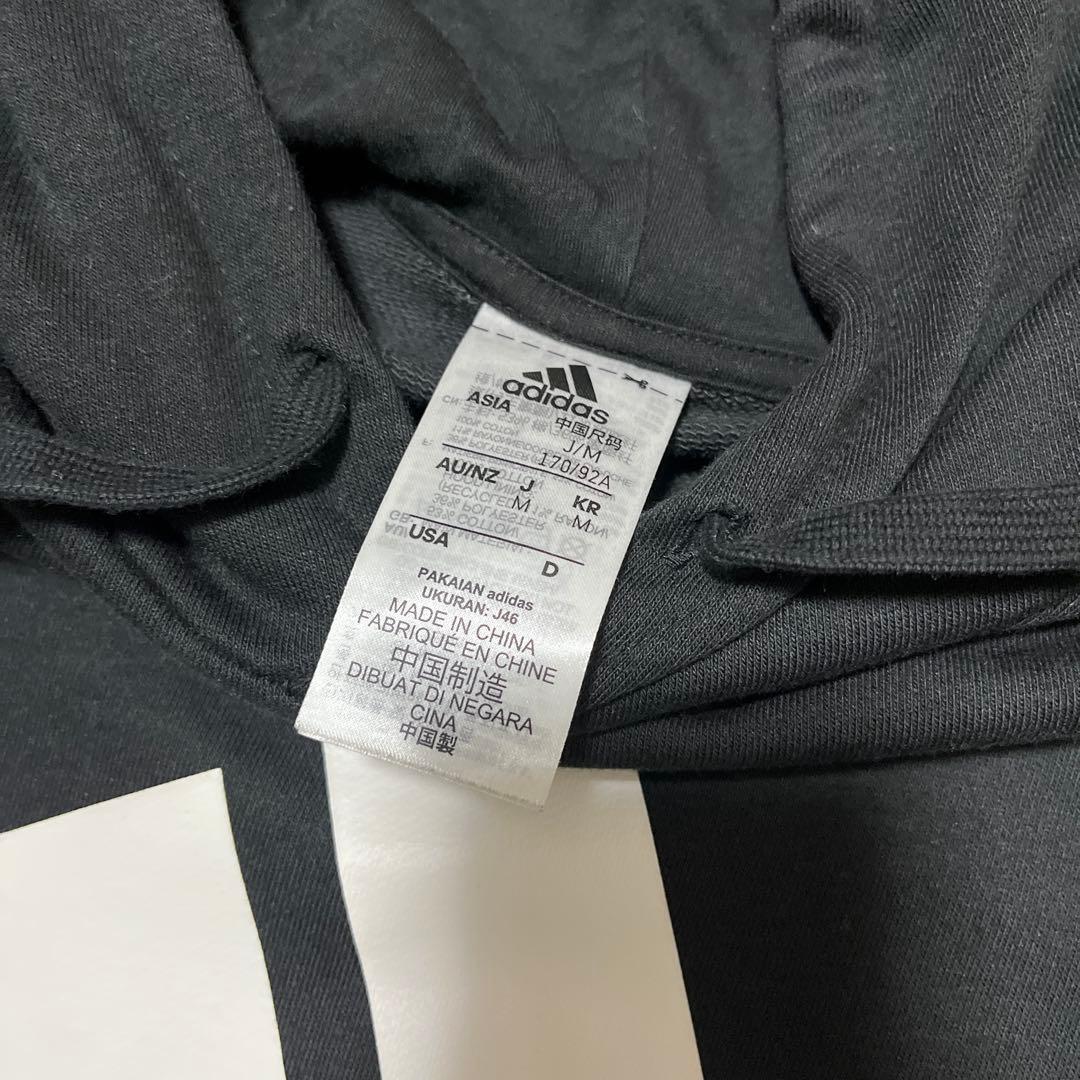 adidas
ASIA 中国尺码
J/M
170/92A
AU/NZ J KR
M M
USA D
PAKAIAN adidas
UKURAN: J46
MADE IN CHINA
FABRIQUÉ EN CHINE
中国制造
DIBUAT DI NEGARA
CINA
中国製